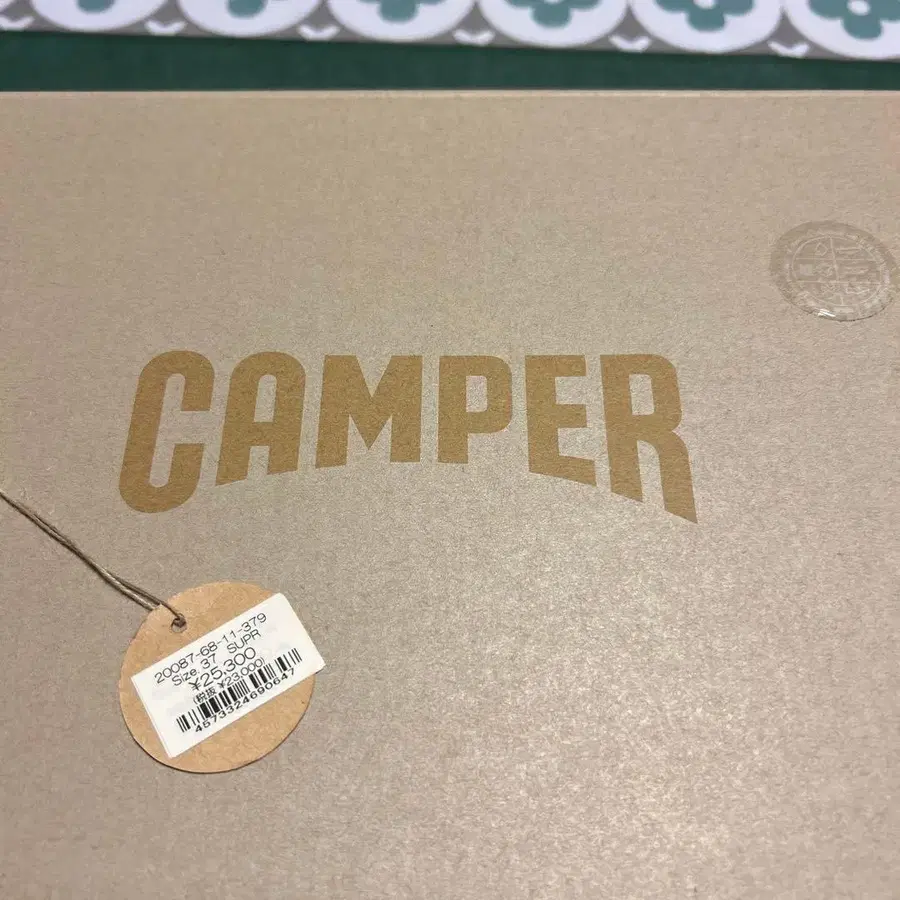 CAMPER
20087-68-11-379
Size. 37 SUPR
¥25,300
(税抜 ¥23,000)
4573324690647